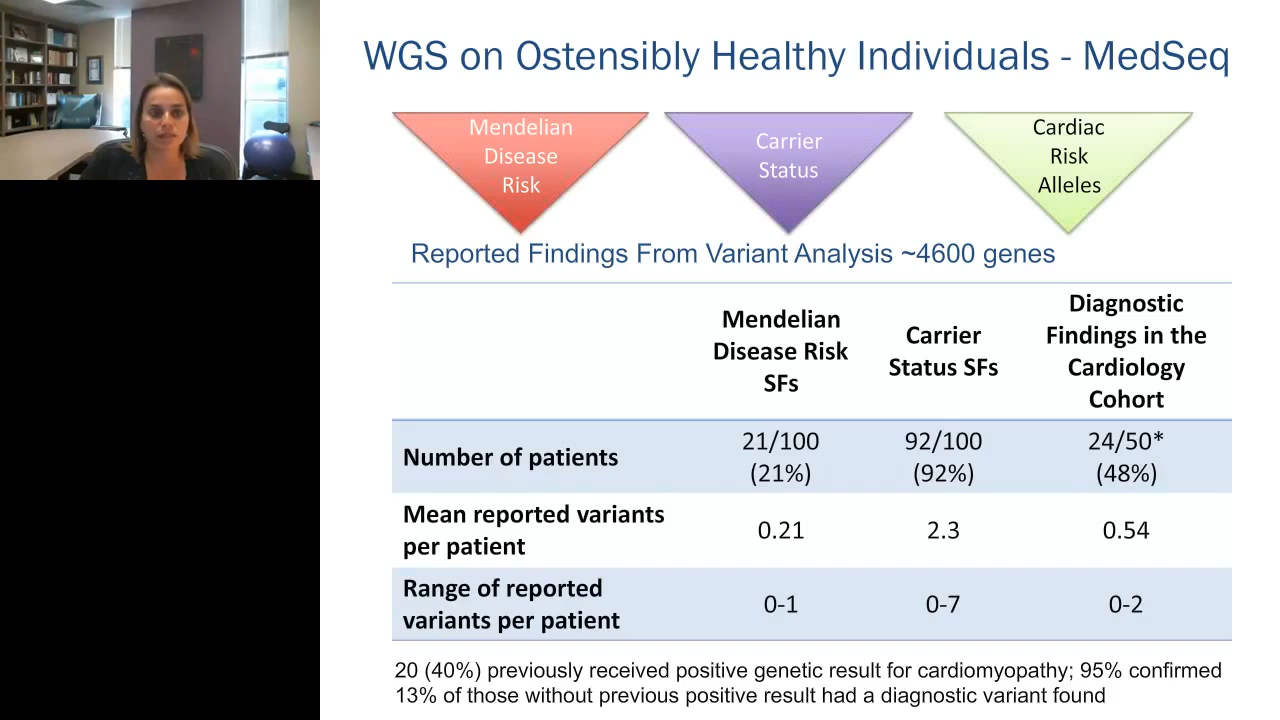 WGS on Ostensibly Healthy Individuals - MedSeq
Mendelian
Disease
Risk
Carrier
Status
Cardiac
Risk
Alleles
Reported Findings From Variant Analysis ~4600 genes
Mendelian
Disease Risk
SFs
Carrier
Status SFs
Diagnostic
Findings in the
Cardiology
Cohort
Number of patients
21/100
(21%)
92/100
(92%)
24/50*
(48%)
Mean reported variants
per patient
0.21
2.3
0.54
Range of reported
variants per patient
0-1
0-7
0-2
20 (40%) previously received positive genetic result for cardiomyopathy; 95% confirmed
13% of those without previous positive result had a diagnostic variant found